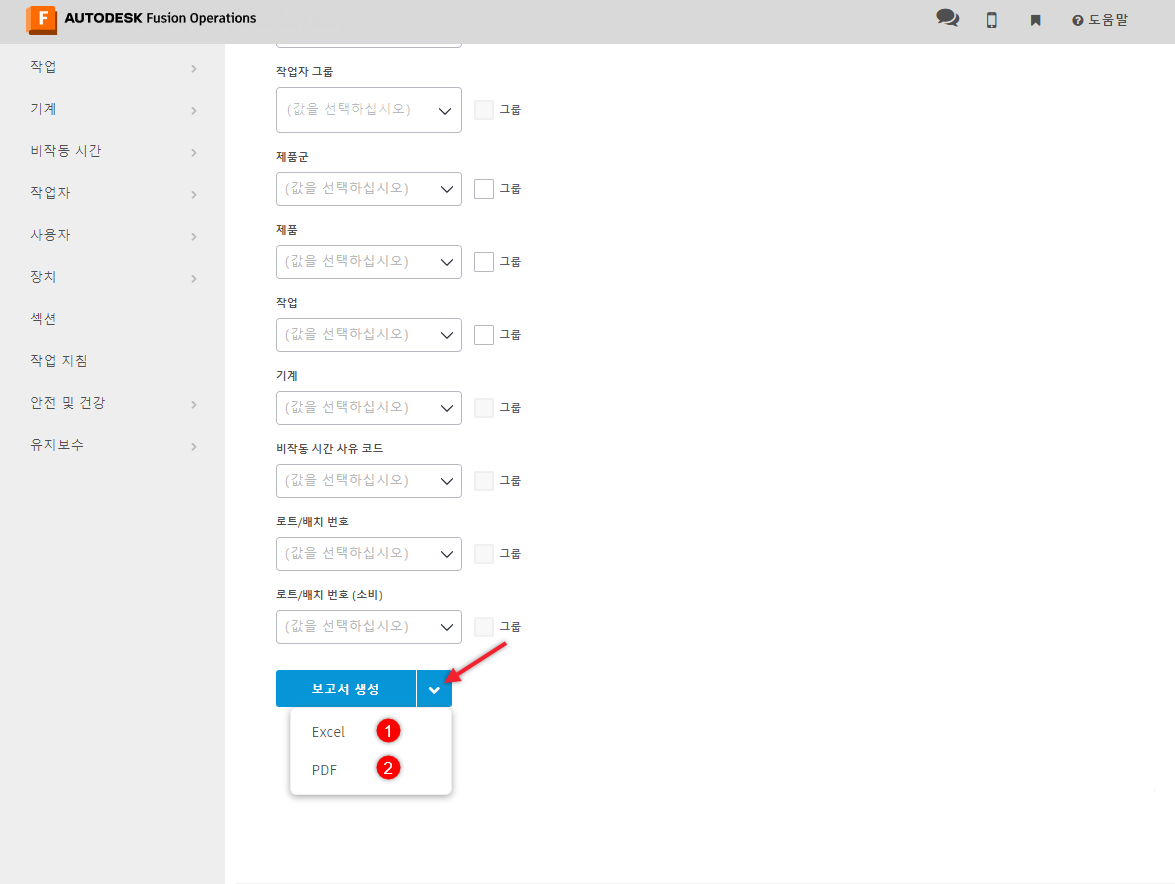 F AUTODESK Fusion Operations
도움말
작업
기계
비작동 시간
작업자
사용자
장치
섹션
작업 지침
안전 및 건강
유지보수
작업자 그룹
(값을 선택하십시오) 그룹
제품군
(값을 선택하십시오) 그룹
제품
(값을 선택하십시오) 그룹
작업
(값을 선택하십시오) 그룹
기계
(값을 선택하십시오) 그룹
비작동 시간 사유 코드
(값을 선택하십시오) 그룹
로트/배치 번호
(값을 선택하십시오) 그룹
로트/배치 번호 (소비)
(값을 선택하십시오) 그룹
보고서 생성
Excel 1
PDF 2